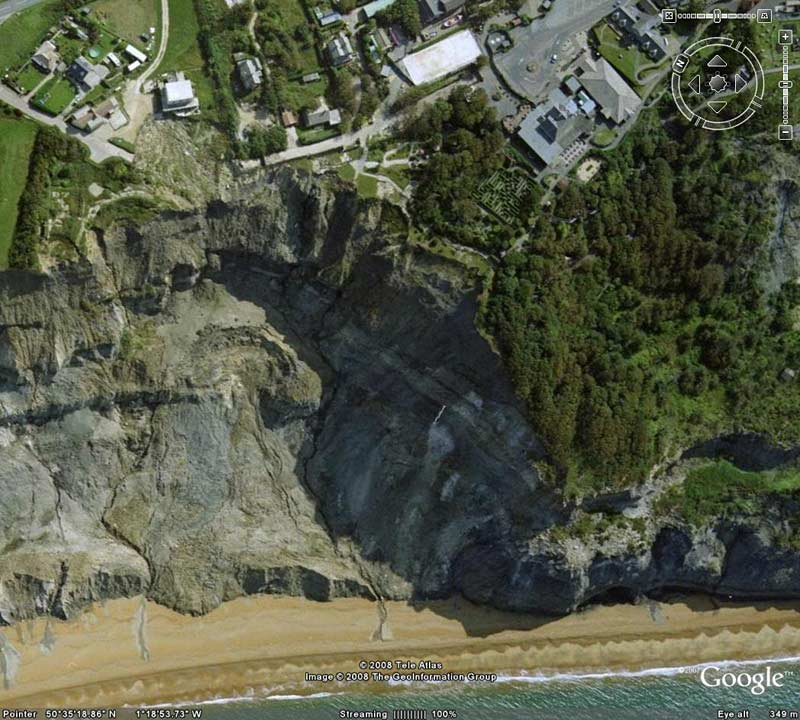 N
© 2008 Tele Atlas
Image © 2008 The GeoInformation Group
Google
Pointer 50°35'18.86" N 1°18'53.73" W Streaming |||||||||| 100% Eye alt 349 m